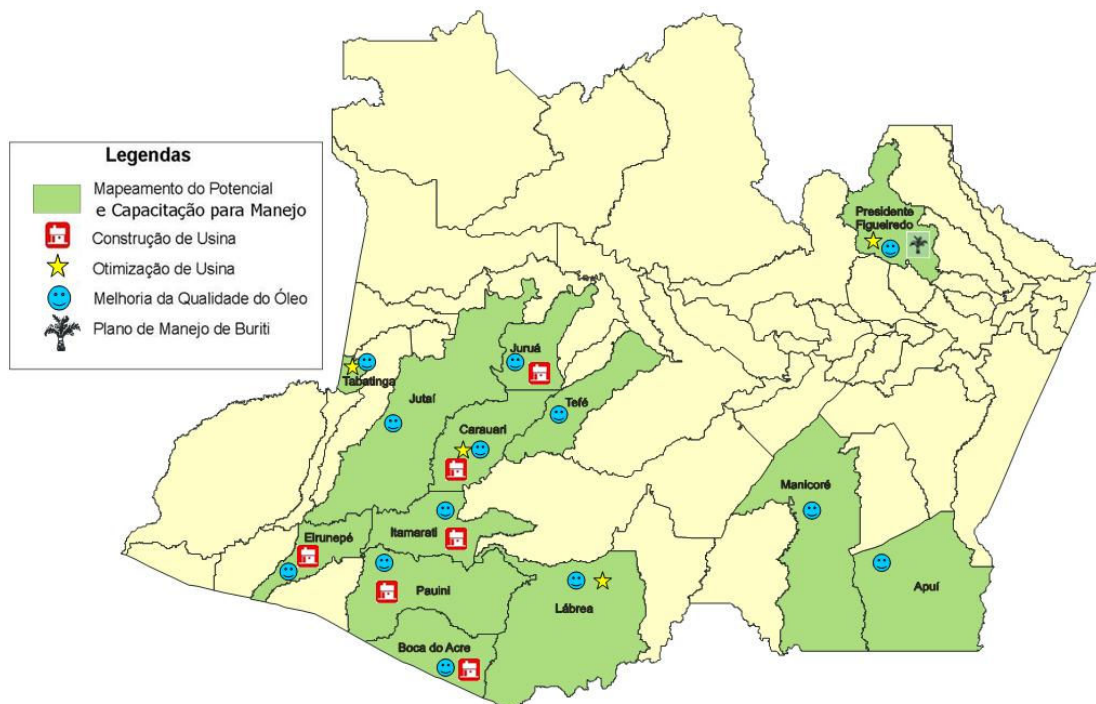 Legendas
Mapeamento do Potencial
e Capacitação para Manejo
Construção de Usina
Otimização de Usina
Melhoria da Qualidade do Óleo
Plano de Manejo de Buriti
Presidente
Figueiredo
Tabatinga
Jutaí
Juruá
Tefé
Carauari
Manicoré
Eirunepé
Itamarati
Pauini
Lábrea
Apuí
Boca do Acre